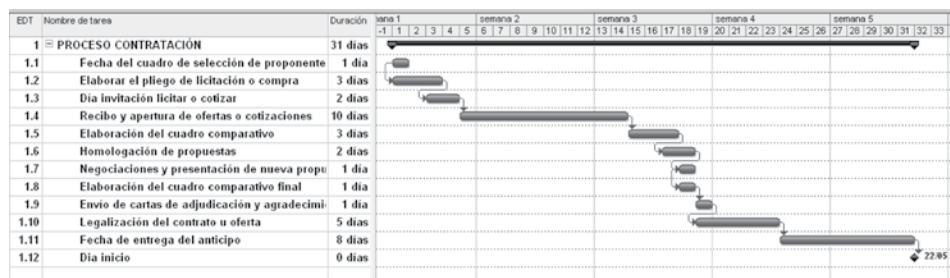 EDT Nombre de tarea Duración mana 1 semana 2 semana 3 semana 4 semana 5
-1 1 2 3 4 5 6 7 8 9 10 11 12 13 14 15 16 17 18 19 20 21 22 23 24 25 26 27 28 29 30 31 32 33
1 PROCESO CONTRATACIÓN 31 días
1.1 Fecha del cuadro de selección de proponente 1 día
1.2 Elaborar el pliego de licitación o compra 3 días
1.3 Día invitación licitar o cotizar 2 días
1.4 Recibo y apertura de ofertas o cotizaciones 10 días
1.5 Elaboración del cuadro comparativo 3 días
1.6 Homologación de propuestas 2 días
1.7 Negociaciones y presentación de nueva propu 1 día
1.8 Elaboración del cuadro comparativo final 1 día
1.9 Envío de cartas de adjudicación y agradecimi 1 día
1.10 Legalización del contrato u oferta 5 días
1.11 Fecha de entrega del anticipo 8 días
1.12 Día inicio 0 días 22/05